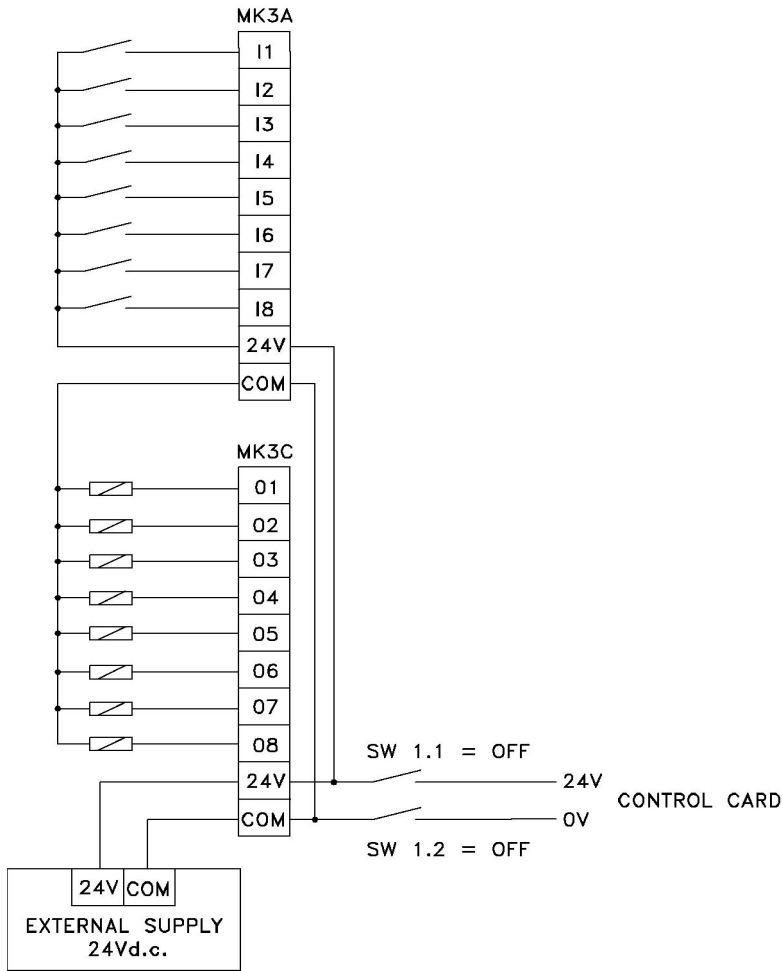 MK3A
I1
I2
I3
I4
I5
I6
I7
I8
24V
COM
MK3C
01
02
03
04
05
06
07
08
SW 1.1 = OFF
24V
24V
CONTROL CARD
COM
0V
SW 1.2 = OFF
24V COM
EXTERNAL SUPPLY
24Vd.c.